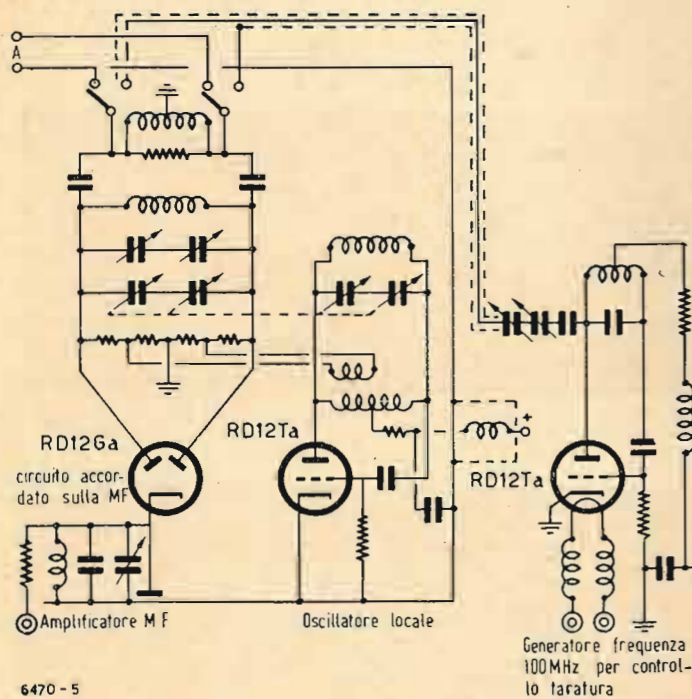 A
RD12Ga
circuito accor-
dato sulla MF
RD12Ta
+
RD12Ta
Amplificatore MF
Oscillatore locale
Generatore frequenza
100MHz per control-
lo taratura
6470-5